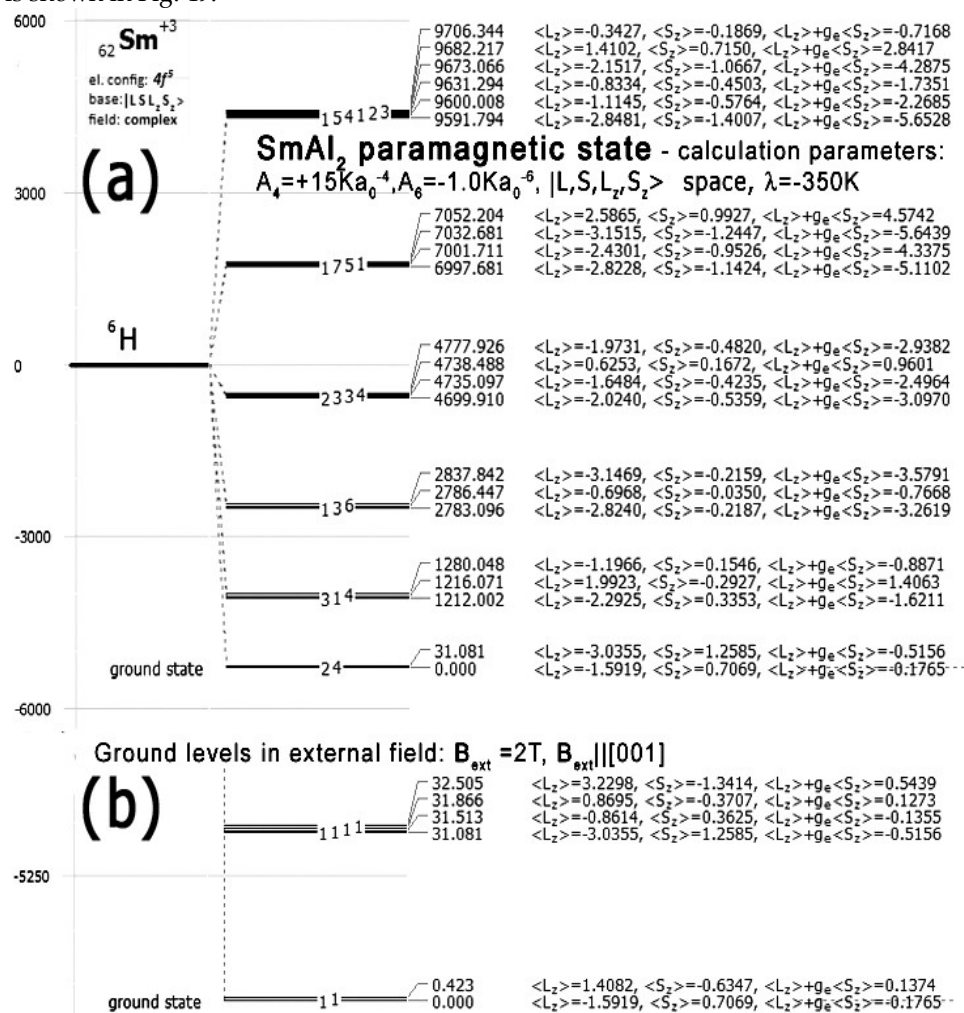 As shown in Fig. 19.
6000
62Sm+3
el. config: 4f5
base:|LSLzSz>
field: complex
(a)
154123
9706.344 <Lz>=-0.3427, <Sz>=-0.1869, <Lz>+ge<Sz>=-0.7168
9682.217 <Lz>=1.4102, <Sz>=0.7150, <Lz>+ge<Sz>=2.8417
9673.066 <Lz>=-2.1517, <Sz>=-1.0667, <Lz>+ge<Sz>=-4.2875
9631.294 <Lz>=-0.8334, <Sz>=-0.4503, <Lz>+ge<Sz>=-1.7351
9600.008 <Lz>=-1.1145, <Sz>=-0.5764, <Lz>+ge<Sz>=-2.2685
9591.794 <Lz>=-2.8481, <Sz>=-1.4007, <Lz>+ge<Sz>=-5.6528
SmAl2 paramagnetic state - calculation parameters:
A4=+15Ka0-4,A6=-1.0Ka0-6, |L,S,Lz,Sz> space, λ=-350K
3000
1751
7052.204 <Lz>=2.5865, <Sz>=0.9927, <Lz>+ge<Sz>=4.5742
7032.681 <Lz>=-3.1515, <Sz>=-1.2447, <Lz>+ge<Sz>=-5.6439
7001.711 <Lz>=-2.4301, <Sz>=-0.9526, <Lz>+ge<Sz>=-4.3375
6997.681 <Lz>=-2.8228, <Sz>=-1.1424, <Lz>+ge<Sz>=-5.1102
6H
0
2334
4777.926 <Lz>=-1.9731, <Sz>=-0.4820, <Lz>+ge<Sz>=-2.9382
4738.488 <Lz>=0.6253, <Sz>=0.1672, <Lz>+ge<Sz>=0.9601
4735.097 <Lz>=-1.6484, <Sz>=-0.4235, <Lz>+ge<Sz>=-2.4964
4699.910 <Lz>=-2.0240, <Sz>=-0.5359, <Lz>+ge<Sz>=-3.0970
136
2837.842 <Lz>=-3.1469, <Sz>=-0.2159, <Lz>+ge<Sz>=-3.5791
2786.447 <Lz>=-0.6968, <Sz>=-0.0350, <Lz>+ge<Sz>=-0.7668
2783.096 <Lz>=-2.8240, <Sz>=-0.2187, <Lz>+ge<Sz>=-3.2619
-3000
314
1280.048 <Lz>=-1.1966, <Sz>=0.1546, <Lz>+ge<Sz>=-0.8871
1216.071 <Lz>=1.9923, <Sz>=-0.2927, <Lz>+ge<Sz>=1.4063
1212.002 <Lz>=-2.2925, <Sz>=0.3353, <Lz>+ge<Sz>=-1.6211
ground state
24
31.081 <Lz>=-3.0355, <Sz>=1.2585, <Lz>+ge<Sz>=-0.5156
0.000 <Lz>=-1.5919, <Sz>=0.7069, <Lz>+ge<Sz>=-0.1765
-6000
Ground levels in external field: Bext =2T, Bext||[001]
(b)
1111
32.505 <Lz>=3.2298, <Sz>=-1.3414, <Lz>+ge<Sz>=0.5439
31.866 <Lz>=0.8695, <Sz>=-0.3707, <Lz>+ge<Sz>=0.1273
31.513 <Lz>=-0.8614, <Sz>=0.3625, <Lz>+ge<Sz>=-0.1355
31.081 <Lz>=-3.0355, <Sz>=1.2585, <Lz>+ge<Sz>=-0.5156
-5250
ground state
11
0.423 <Lz>=1.4082, <Sz>=-0.6347, <Lz>+ge<Sz>=0.1374
0.000 <Lz>=-1.5919, <Sz>=0.7069, <Lz>+ge<Sz>=-0.1765